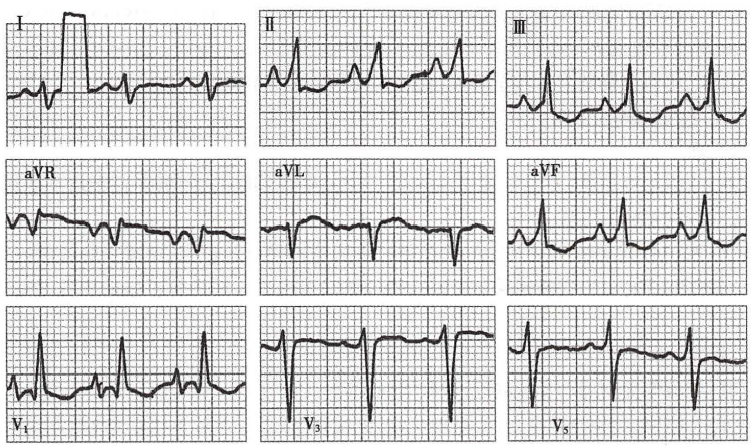 Ⅰ
Ⅱ
Ⅲ
aVR
aVL
aVF
V₁
V₃
V₅